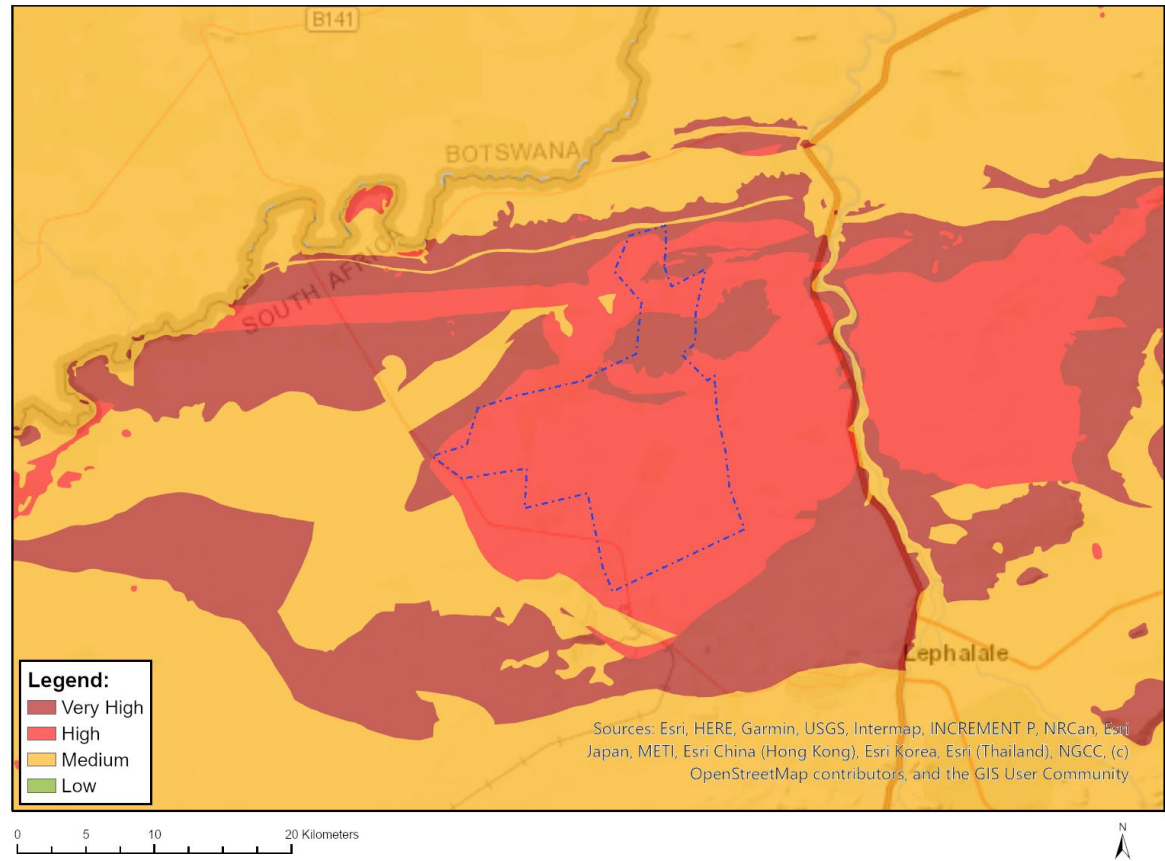 B141
BOTSWANA
SOUTH AFRICA
Lephalale
Legend:
Very High
High
Medium
Low
Sources: Esri, HERE, Garmin, USGS, Intermap, INCREMENT P, NRCan, Esri
Japan, METI, Esri China (Hong Kong), Esri Korea, Esri (Thailand), NGCC, (c)
OpenStreetMap contributors, and the GIS User Community
0 5 10 20 Kilometers
N